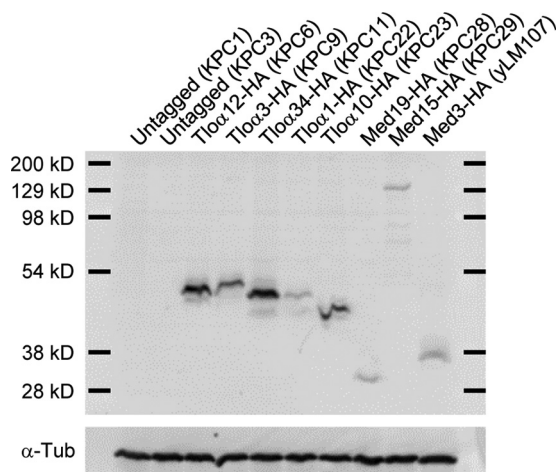 Untagged (KPC1)
Untagged (KPC3)
Tloα12-HA (KPC6)
Tloα3-HA (KPC9)
Tloα34-HA (KPC11)
Tloα1-HA (KPC22)
Tloα10-HA (KPC23)
Med19-HA (KPC28)
Med15-HA (KPC29)
Med3-HA (yLM107)
200 kD
129 kD
98 kD
54 kD
38 kD
28 kD
α-Tub